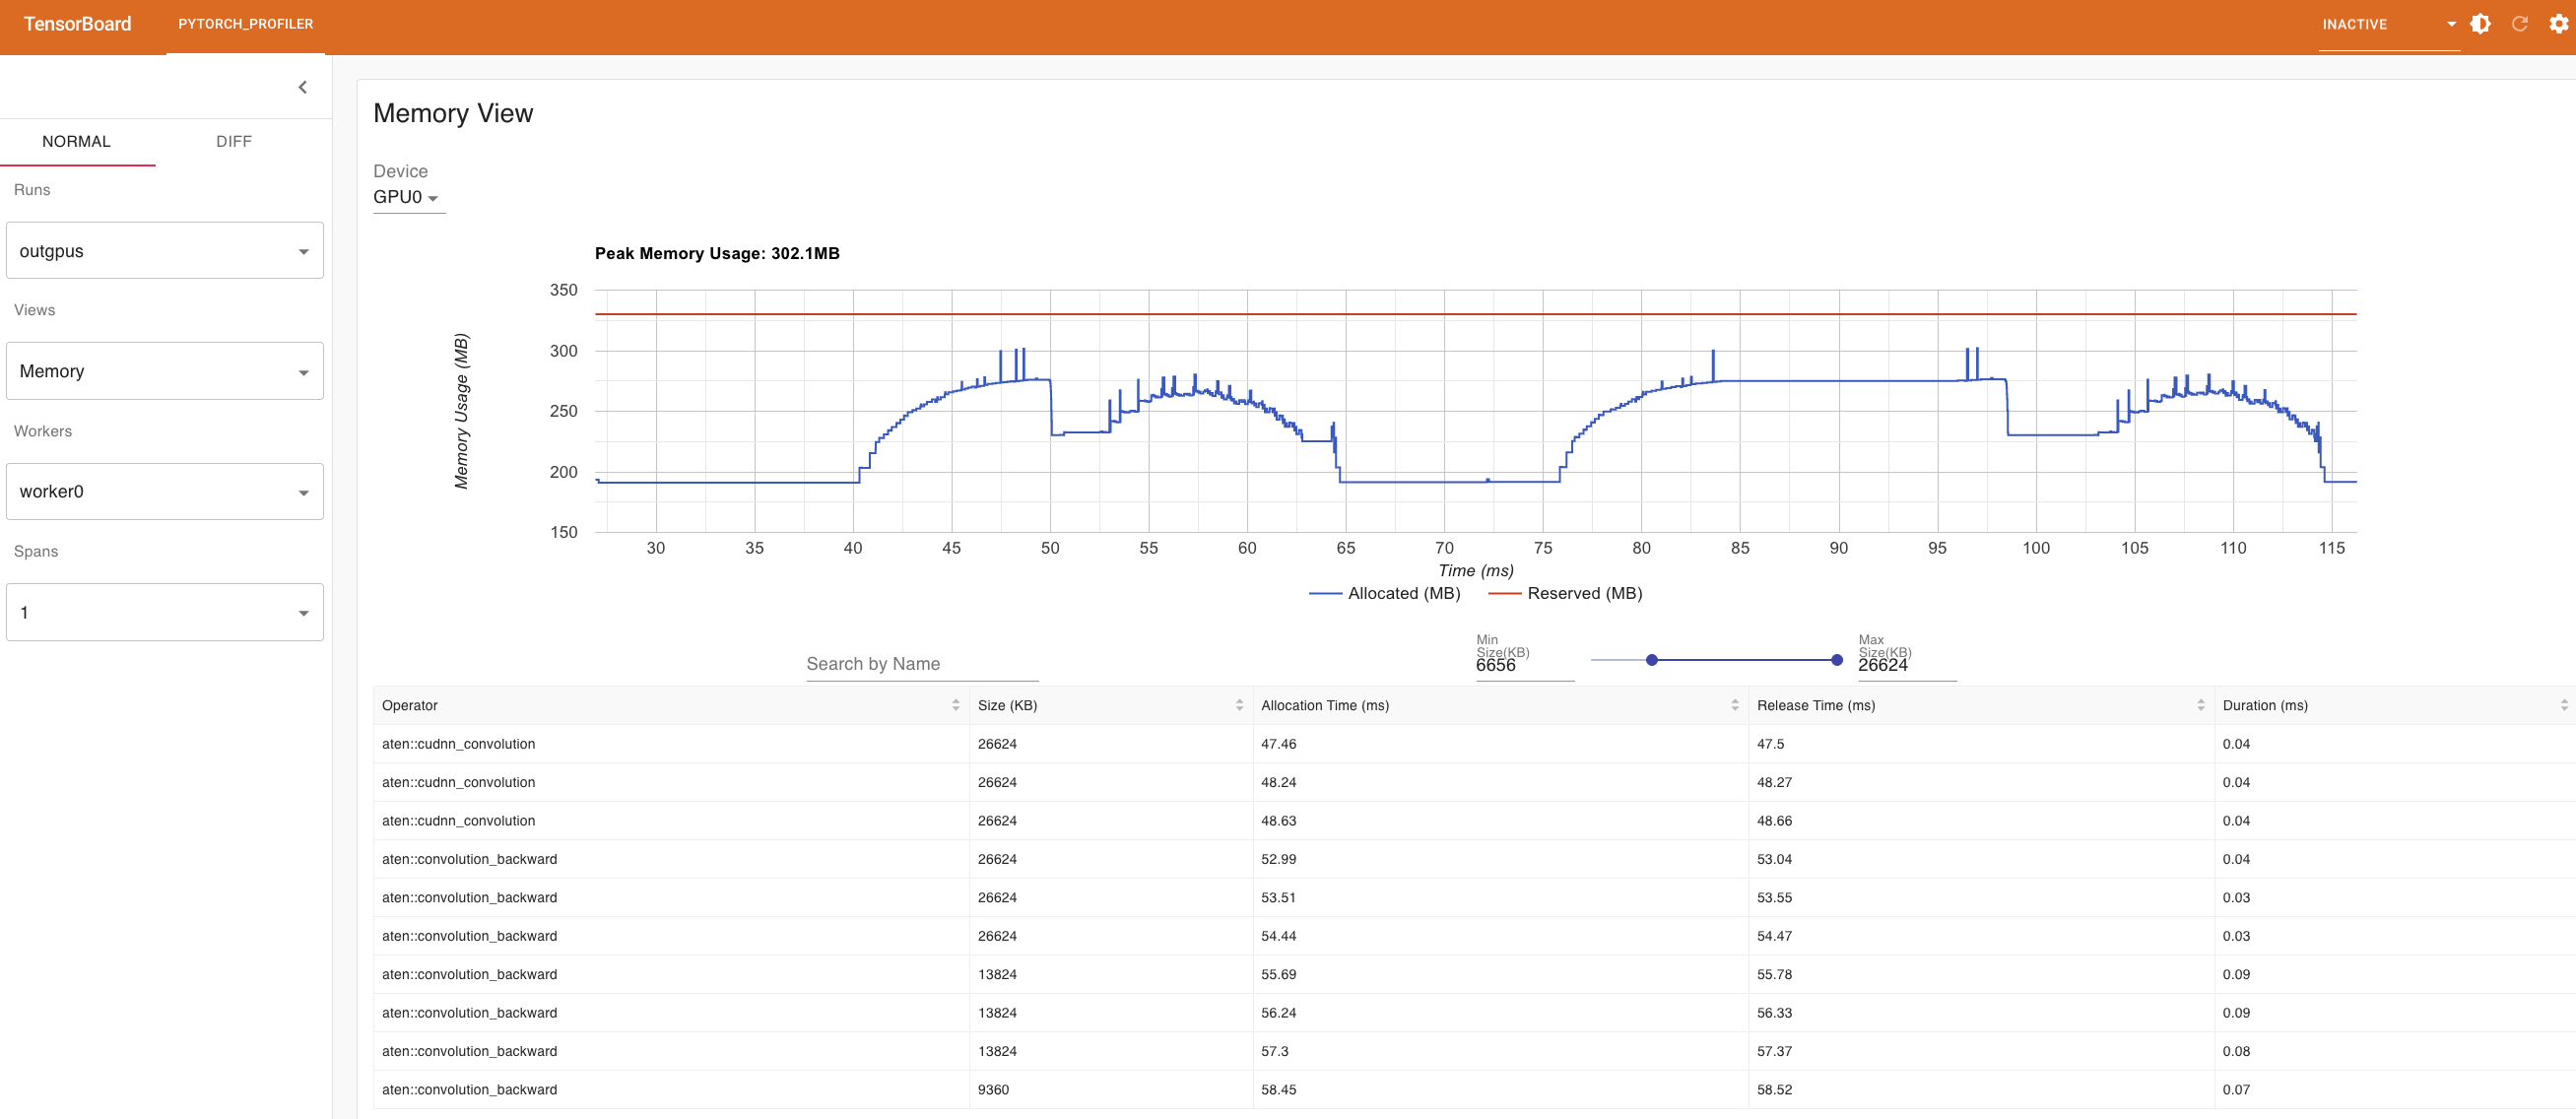 TensorBoard PYTORCH_PROFILER INACTIVE
NORMAL DIFF
Runs
outgpus
Views
Memory
Workers
worker0
Spans
1
Memory View
Device
GPU0
Peak Memory Usage: 302.1MB
Memory Usage (MB)
350
300
250
200
150
30 35 40 45 50 55 60 65 70 75 80 85 90 95 100 105 110 115
Time (ms)
Allocated (MB) Reserved (MB)
Search by Name
Min
Size(KB)
6656
Max
Size(KB)
26624
Operator Size (KB) Allocation Time (ms) Release Time (ms) Duration (ms)
aten::cudnn_convolution 26624 47.46 47.5 0.04
aten::cudnn_convolution 26624 48.24 48.27 0.04
aten::cudnn_convolution 26624 48.63 48.66 0.04
aten::convolution_backward 26624 52.99 53.04 0.04
aten::convolution_backward 26624 53.51 53.55 0.03
aten::convolution_backward 26624 54.44 54.47 0.03
aten::convolution_backward 13824 55.69 55.78 0.09
aten::convolution_backward 13824 56.24 56.33 0.09
aten::convolution_backward 13824 57.3 57.37 0.08
aten::convolution_backward 9360 58.45 58.52 0.07